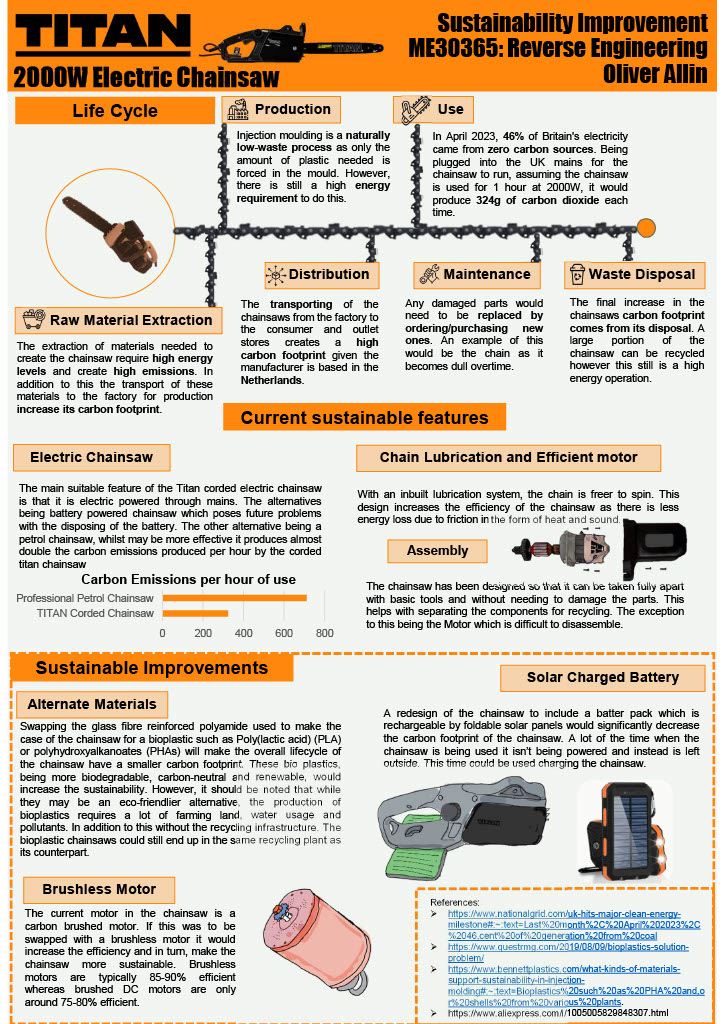 TITAN
2000W Electric Chainsaw
TITAN
Sustainability Improvement
ME30365: Reverse Engineering
Oliver Allin
Life Cycle
Production
Injection moulding is a naturally
low-waste process as only the
amount of plastic needed is
forced in the mould. However,
there is still a high energy
requirement to do this.
Use
In April 2023, 46% of Britain's electricity
came from zero carbon sources. Being
plugged into the UK mains for the
chainsaw to run, assuming the chainsaw
is used for 1 hour at 2000W, it would
produce 324g of carbon dioxide each
time.
Raw Material Extraction
The extraction of materials needed to
create the chainsaw require high energy
levels and create high emissions. In
addition to this the transport of these
materials to the factory for production
increase its carbon footprint.
Distribution
The transporting of the
chainsaws from the factory to
the consumer and outlet
stores creates a high
carbon footprint given the
manufacturer is based in the
Netherlands.
Maintenance
Any damaged parts would
need to be replaced by
ordering/purchasing new
ones. An example of this
would be the chain as it
becomes dull overtime.
Waste Disposal
The final increase in the
chainsaws carbon footprint
comes from its disposal. A
large portion of the
chainsaw can be recycled
however this still is a high
energy operation.
Current sustainable features
Electric Chainsaw
The main suitable feature of the Titan corded electric chainsaw
is that it is electric powered through mains. The alternatives
being battery powered chainsaw which poses future problems
with the disposing of the battery. The other alternative being a
petrol chainsaw, whilst may be more effective it produces almost
double the carbon emissions produced per hour by the corded
titan chainsaw
Carbon Emissions per hour of use
Professional Petrol Chainsaw
TITAN Corded Chainsaw
0 200 400 600 800
Chain Lubrication and Efficient motor
With an inbuilt lubrication system, the chain is freer to spin. This
design increases the efficiency of the chainsaw as there is less
energy loss due to friction in the form of heat and sound.
Assembly
The chainsaw has been designed so that it can be taken fully apart
with basic tools and without needing to damage the parts. This
helps with separating the components for recycling. The exception
to this being the Motor which is difficult to disassemble.
Sustainable Improvements
Alternate Materials
Swapping the glass fibre reinforced polyamide used to make the
case of the chainsaw for a bioplastic such as Poly(lactic acid) (PLA)
or polyhydroxyalkanoates (PHAs) will make the overall lifecycle of
the chainsaw have a smaller carbon footprint. These bio plastics,
being more biodegradable, carbon-neutral and renewable, would
increase the sustainability. However, it should be noted that while
they may be an eco-friendlier alternative, the production of
bioplastics requires a lot of farming land, water usage and
pollutants. In addition to this without the recycling infrastructure. The
bioplastic chainsaws could still end up in the same recycling plant as
its counterpart.
Brushless Motor
The current motor in the chainsaw is a
carbon brushed motor. If this was to be
swapped with a brushless motor it would
increase the efficiency and in turn, make the
chainsaw more sustainable. Brushless
motors are typically 85-90% efficient
whereas brushed DC motors are only
around 75-80% efficient.
Solar Charged Battery
A redesign of the chainsaw to include a batter pack which is
rechargeable by foldable solar panels would significantly decrease
the carbon footprint of the chainsaw. A lot of the time when the
chainsaw is being used it isn't being powered and instead is left
outside. This time could be used charging the chainsaw.
TITAN
References:
https://www.nationalgrid.com/uk-hits-major-clean-energy-
milestone#:~:text=Last%20month%2C%20April%202023%2C
%2046,cent%20of%20generation%20from%20coal
https://www.questrmg.com/2019/08/09/bioplastics-solution-
problem/
https://www.bennettplastics.com/what-kinds-of-materials-
support-sustainability-in-injection-
molding#:~:text=Bioplastics%20such%20as%20PHA%20and,o
r%20shells%20from%20various%20plants.
https://www.aliexpress.com/i/1005005829848307.html